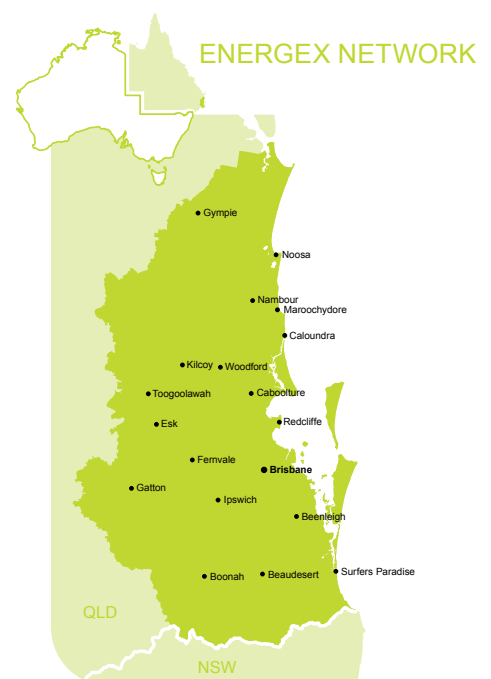 ENERGEX NETWORK
Gympie
Noosa
Nambour
Maroochydore
Caloundra
Kilcoy
Woodford
Toogoolawah
Caboolture
Redcliffe
Esk
Fernvale
Brisbane
Gatton
Ipswich
Beenleigh
Surfers Paradise
Beaudesert
Boonah
QLD
NSW